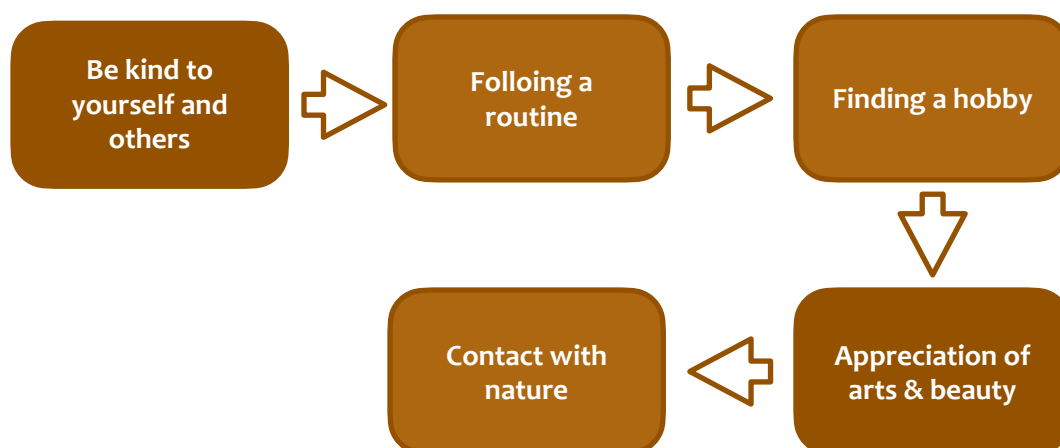 Be kind to
yourself and
others
Folloing a
routine
Finding a hobby
Appreciation of
arts & beauty
Contact with
nature